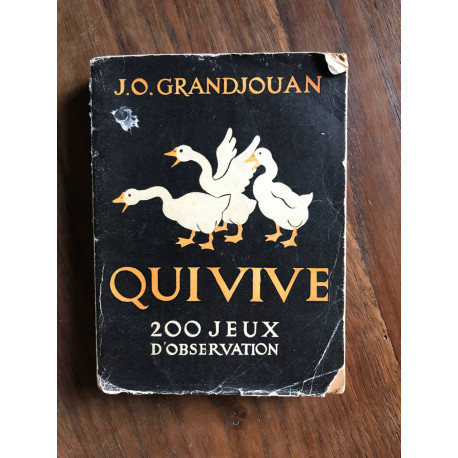 J.O. GRANDJOUAN
QUI VIVE
200 JEUX
D'OBSERVATION